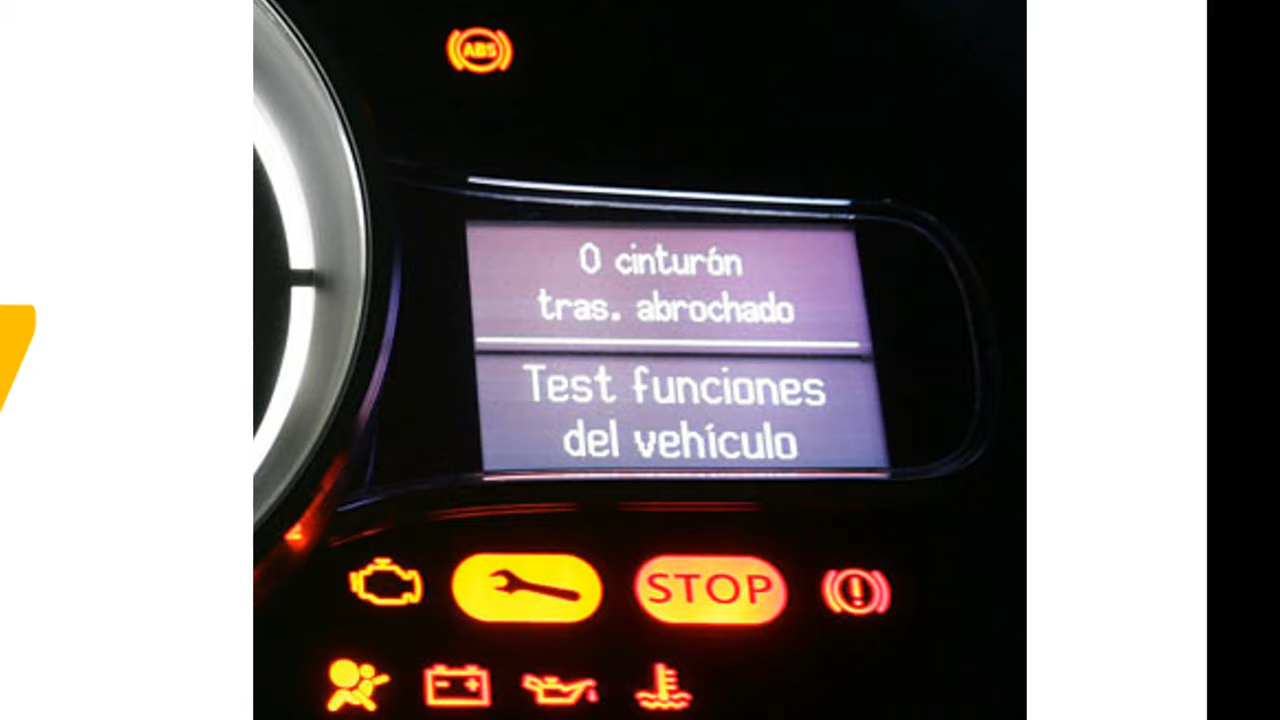 ABS
0 cinturón
tras. abrochado
Test funciones
del vehículo
STOP